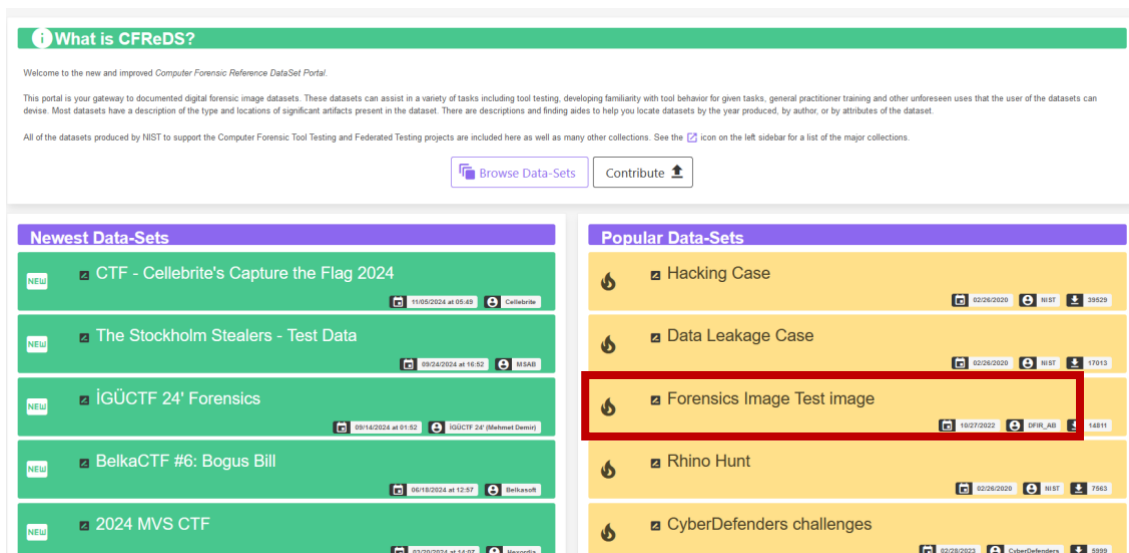 What is CFReDS?
Welcome to the new and improved Computer Forensic Reference DataSet Portal.
This portal is your gateway to documented digital forensic image datasets. These datasets can assist in a variety of tasks including tool testing, developing familiarity with tool behavior for given tasks, general practitioner training and other unforeseen uses that the user of the datasets can
devise. Most datasets have a description of the type and locations of significant artifacts present in the dataset. There are descriptions and finding aides to help you locate datasets by the year produced, by author, or by attributes of the dataset.
All of the datasets produced by NIST to support the Computer Forensic Tool Testing and Federated Testing projects are included here as well as many other collections. See the icon on the left sidebar for a list of the major collections.
Browse Data-Sets
Contribute
Newest Data-Sets
NEW
CTF - Cellebrite's Capture the Flag 2024
11/05/2024 at 05:49 Cellebrite
NEW
The Stockholm Stealers - Test Data
09/24/2024 at 16:52 MSAB
NEW
İGÜCTF 24' Forensics
09/14/2024 at 01:52 İGÜCTF 24' (Mehmet Demir)
NEW
BelkaCTF #6: Bogus Bill
06/18/2024 at 12:57 Belkasoft
NEW
2024 MVS CTF
02/20/2024 at 14:07 Hexordia
Popular Data-Sets
Hacking Case
02/26/2020 NIST 39529
Data Leakage Case
02/26/2020 NIST 17013
Forensics Image Test image
10/27/2022 DFIR_AB 14811
Rhino Hunt
02/26/2020 NIST 7563
CyberDefenders challenges
02/28/2023 CyberDefenders 5999